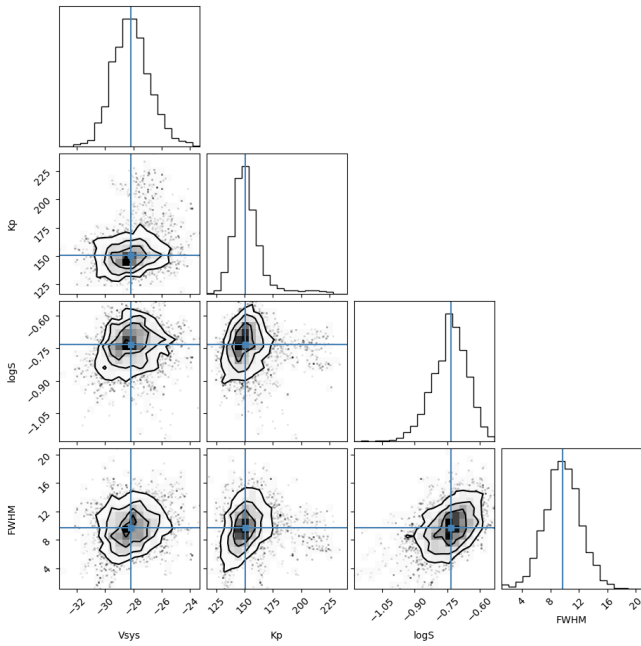 225
200
175
150
125
Kp
−0.60
−0.75
−0.90
−1.05
logS
20
16
12
8
4
FWHM
−32 −30 −28 −26 −24
Vsys
125 150 175 200 225
Kp
−1.05 −0.90 −0.75 −0.60
logS
4 8 12 16 20
FWHM